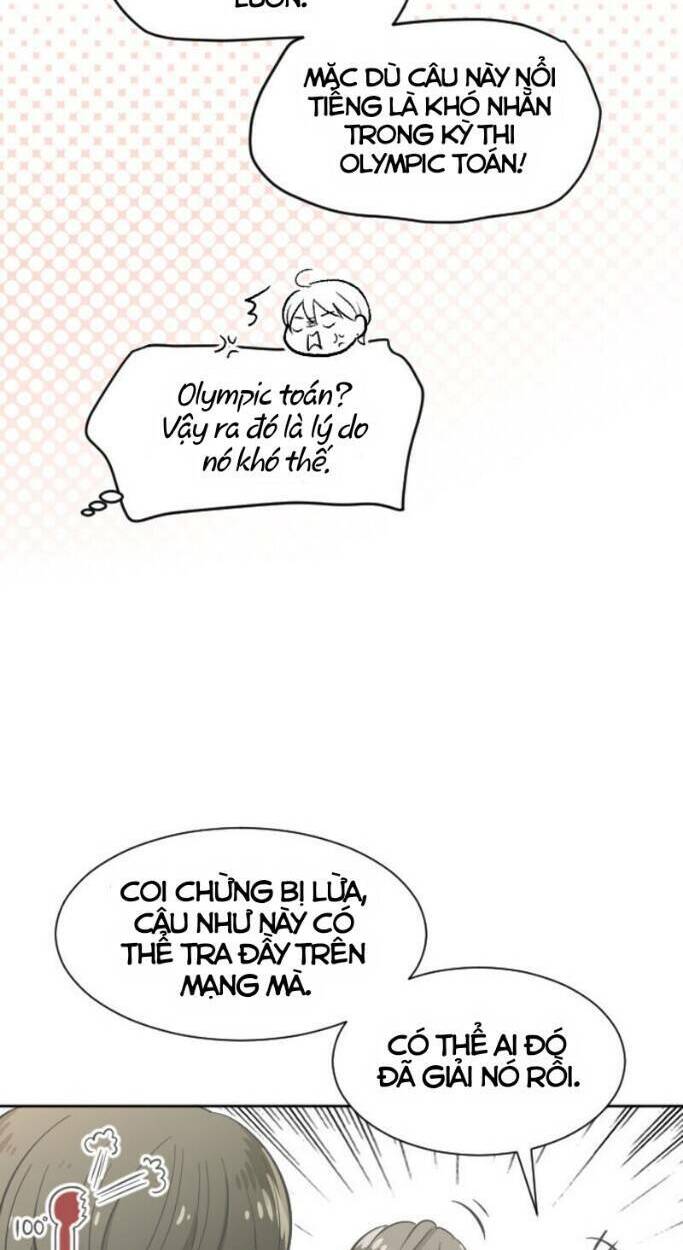 LUÔN.
MẶC DÙ CÂU NÀY NỔI
TIẾNG LÀ KHÓ NHẰN
TRONG KỲ THI
OLYMPIC TOÁN!
Olympic toán?
Vậy ra đó là lý do
nó khó thế.
COI CHỪNG BỊ LỪA,
CÂU NHƯ NÀY CÓ
THỂ TRA ĐẦY TRÊN
MẠNG MÀ.
CÓ THỂ AI ĐÓ
ĐÃ GIẢI NÓ RỒI.
100°